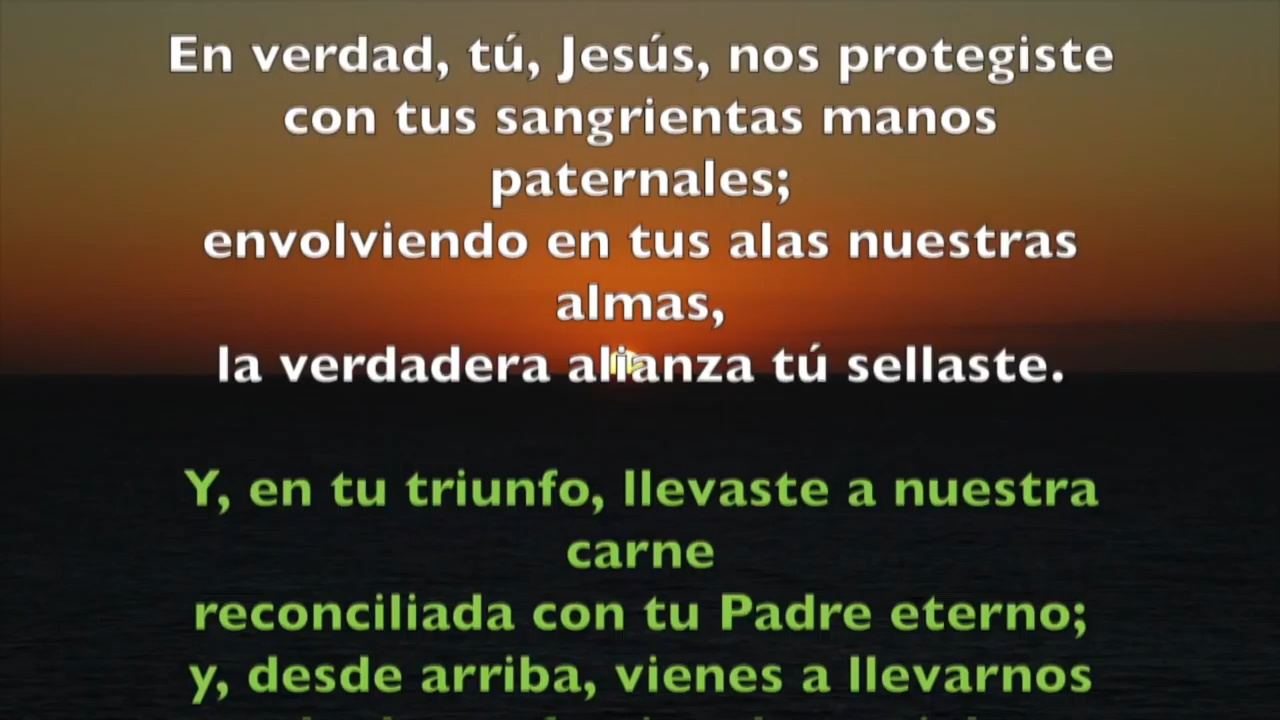 En verdad, tú, Jesús, nos protegiste
con tus sangrientas manos
paternales;
envolviendo en tus alas nuestras
almas,
la verdadera alianza tú sellaste.
Y, en tu triunfo, llevaste a nuestra
carne
reconciliada con tu Padre eterno;
y, desde arriba, vienes a llevarnos